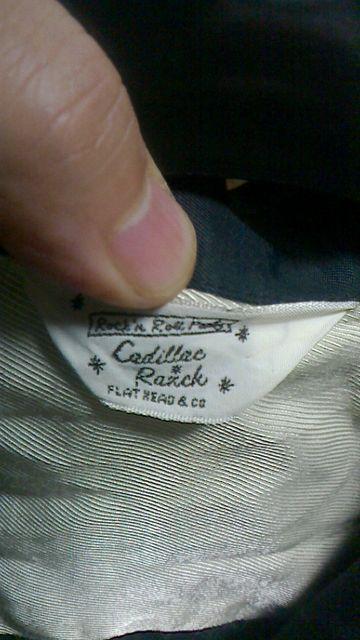 Rock n Roll Pants
Cadillac
Ranch
FLAT HEAD & CO